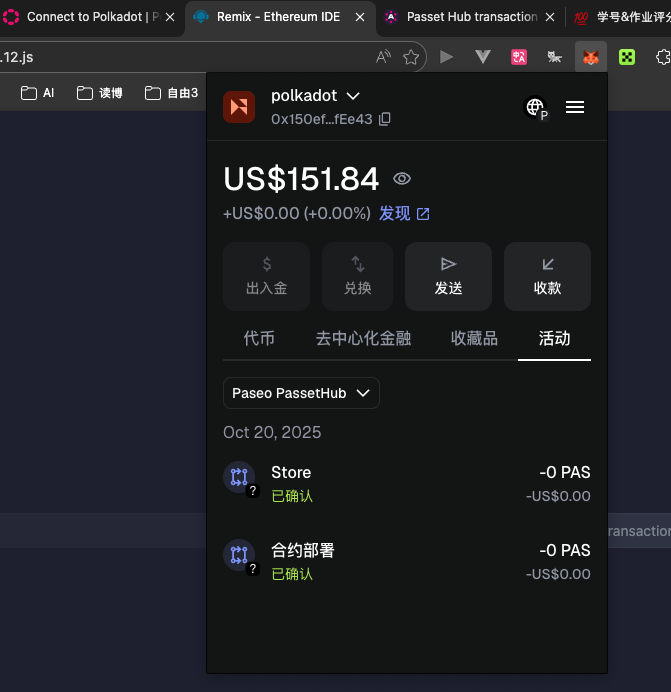 Connect to Polkadot | P
Remix - Ethereum IDE
Passet Hub transaction
学号&作业评分
.12.js
AI
读博
自由3
polkadot
0x150ef...fEe43
P
US$151.84
+US$0.00 (+0.00%) 发现
出入金
兑换
发送
收款
代币
去中心化金融
收藏品
活动
Paseo PassetHub
Oct 20, 2025
Store
-0 PAS
?
已确认
-US$0.00
ransaction
合约部署
-0 PAS
?
已确认
-US$0.00